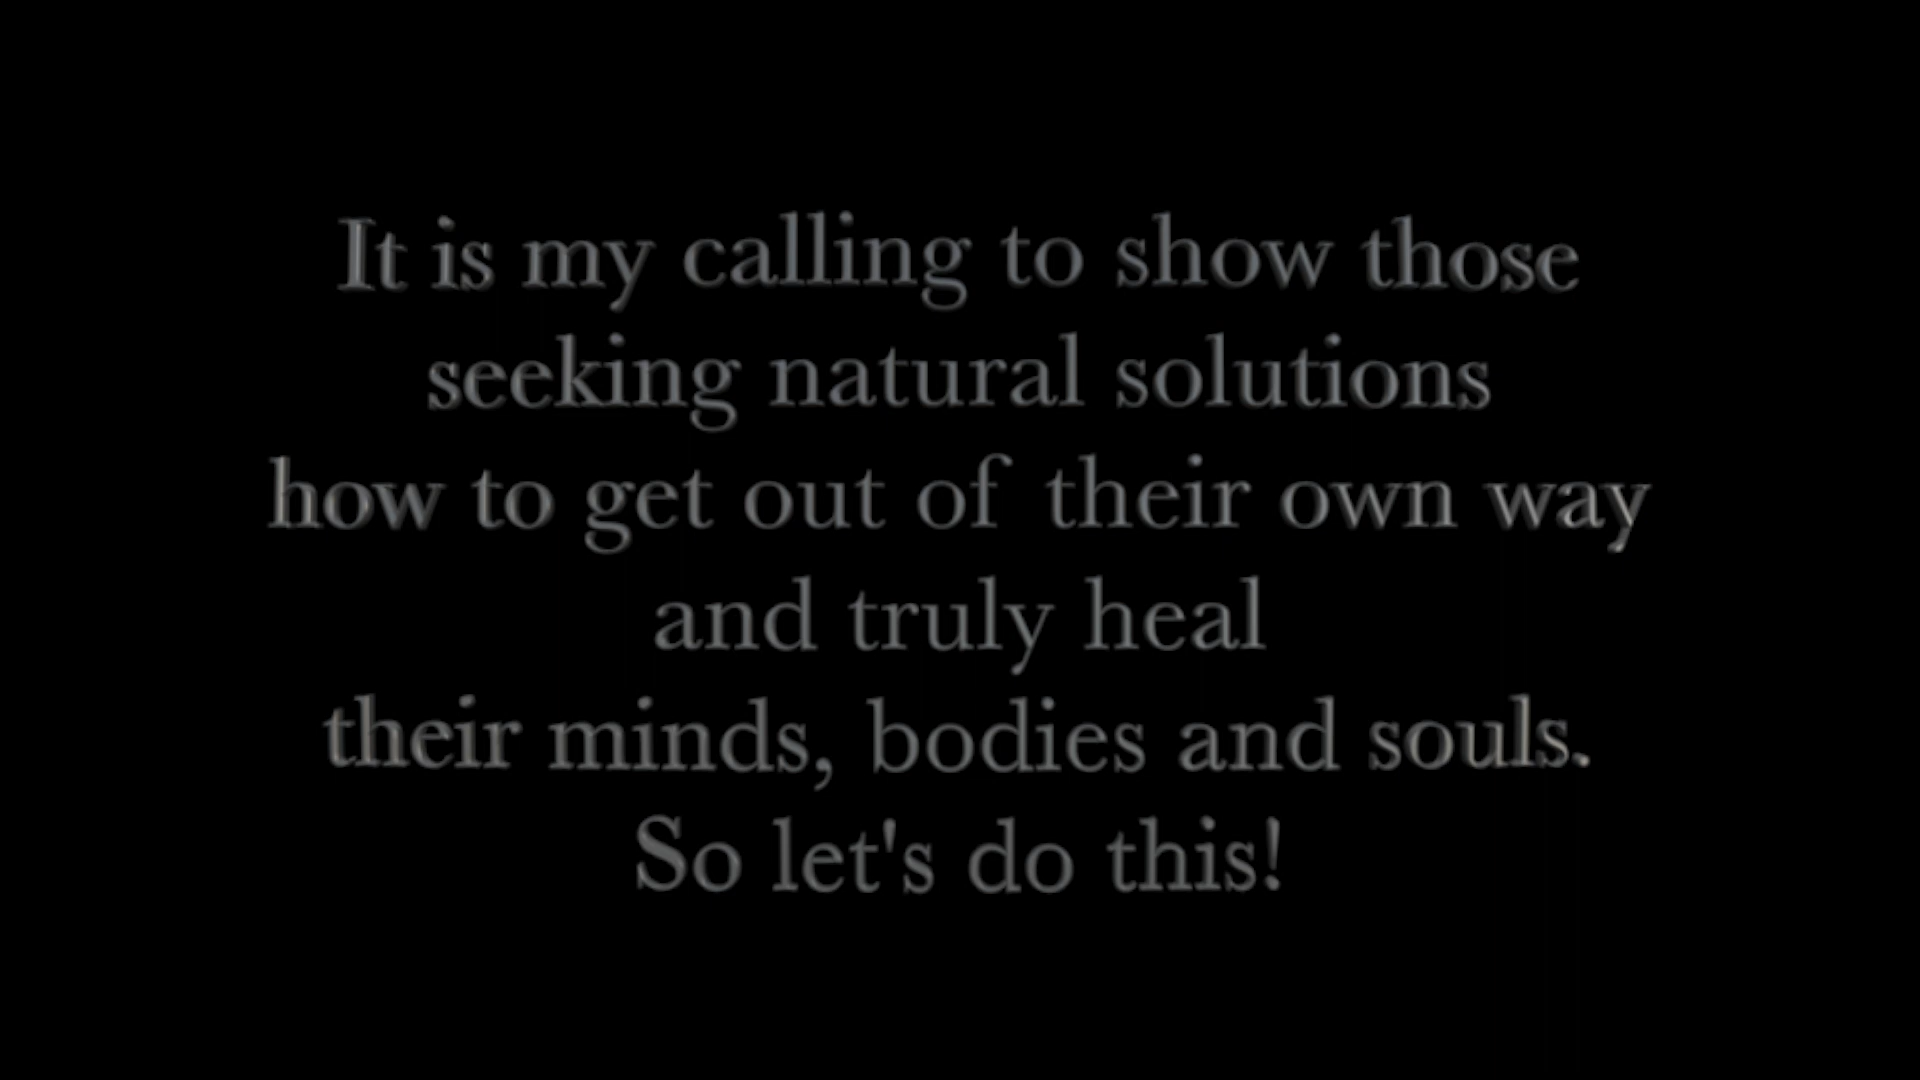 It is my calling to show those
seeking natural solutions
how to get out of their own way
and truly heal
their minds, bodies and souls.
So let's do this!